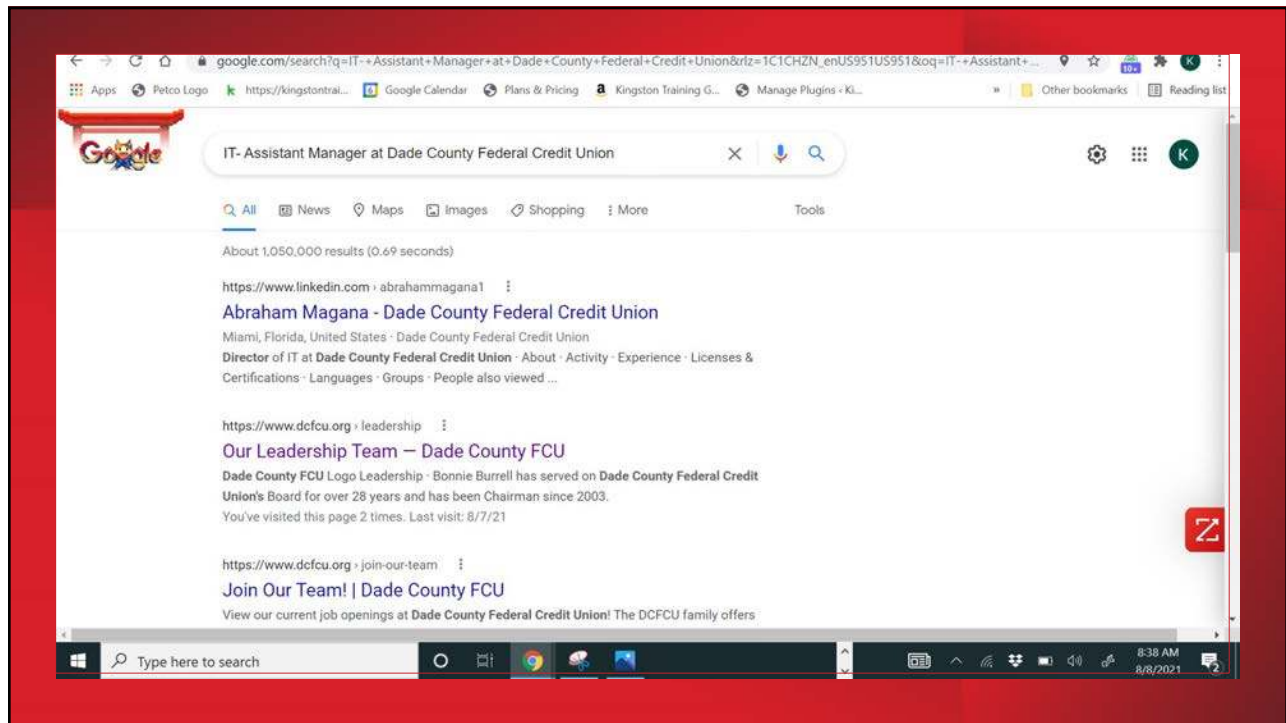 google.com/search?q=IT-+Assistant+Manager+at+Dade+County+Federal+Credit+Union&rlz=1C1CHZN_enUS951US951&oq=IT-+Assistant+...
10+
K
Apps Petco Logo k https://kingstontrai... 6 Google Calendar Plans & Pricing a Kingston Training G... Manage Plugins ‹ Ki... » Other bookmarks Reading list
Google IT- Assistant Manager at Dade County Federal Credit Union K
All News Maps Images Shopping More Tools
About 1,050,000 results (0.69 seconds)
https://www.linkedin.com › abrahammagana1
Abraham Magana - Dade County Federal Credit Union
Miami, Florida, United States · Dade County Federal Credit Union
Director of IT at Dade County Federal Credit Union · About · Activity · Experience · Licenses &
Certifications · Languages · Groups · People also viewed ...
https://www.dcfcu.org › leadership
Our Leadership Team — Dade County FCU
Dade County FCU Logo Leadership · Bonnie Burrell has served on Dade County Federal Credit
Union's Board for over 28 years and has been Chairman since 2003.
You've visited this page 2 times. Last visit: 8/7/21
Z
https://www.dcfcu.org › join-our-team
Join Our Team! | Dade County FCU
View our current job openings at Dade County Federal Credit Union! The DCFCU family offers
Type here to search
8:38 AM
8/8/2021
2